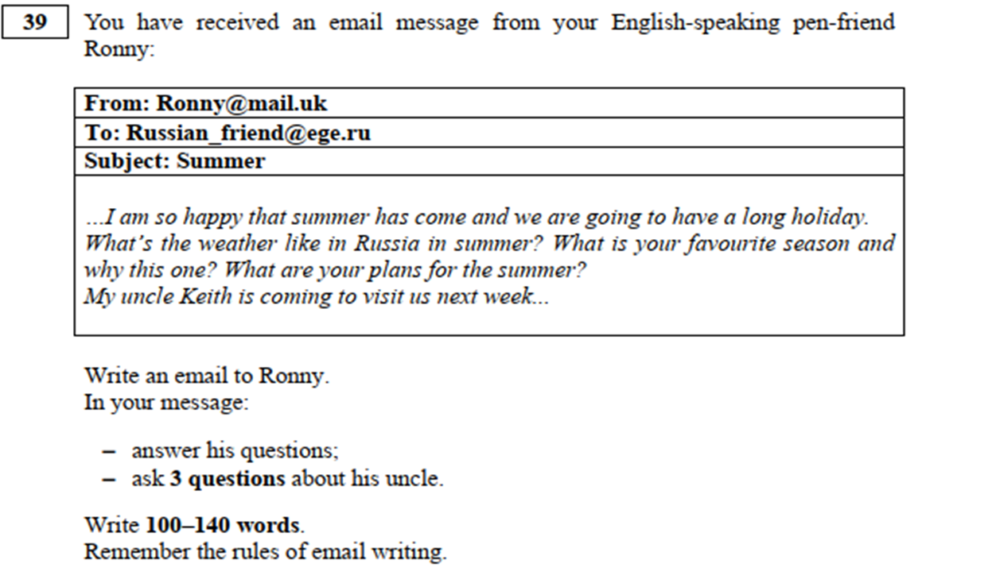 39 You have received an email message from your English-speaking pen-friend
Ronny:
From: Ronny@mail.uk
To: Russian_friend@ege.ru
Subject: Summer
...I am so happy that summer has come and we are going to have a long holiday.
What's the weather like in Russia in summer? What is your favourite season and
why this one? What are your plans for the summer?
My uncle Keith is coming to visit us next week...
Write an email to Ronny.
In your message:
– answer his questions;
– ask 3 questions about his uncle.
Write 100–140 words.
Remember the rules of email writing.